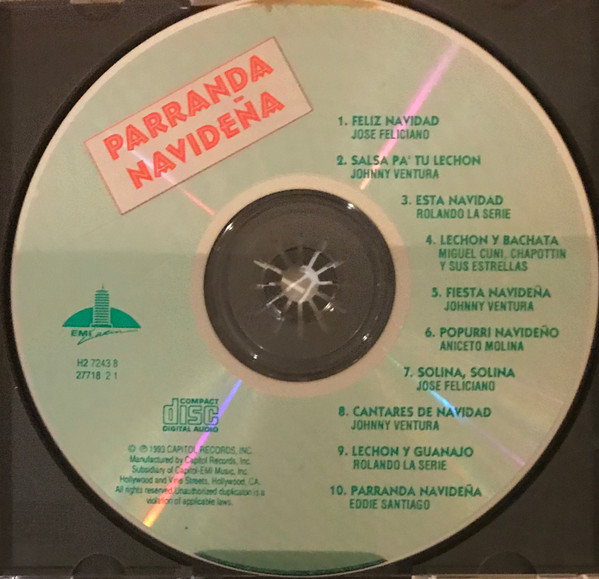 PARRANDA
NAVIDEÑA
1. FELIZ NAVIDAD
JOSE FELICIANO
2. SALSA PA' TU LECHON
JOHNNY VENTURA
3. ESTA NAVIDAD
ROLANDO LA SERIE
4. LECHON Y BACHATA
MIGUEL CUNI, CHAPOTTIN
Y SUS ESTRELLAS
5. FIESTA NAVIDEÑA
JOHNNY VENTURA
6. POPURRI NAVIDEÑO
ANICETO MOLINA
7. SOLINA, SOLINA
JOSE FELICIANO
8. CANTARES DE NAVIDAD
JOHNNY VENTURA
9. LECHON Y GUANAJO
ROLANDO LA SERIE
10. PARRANDA NAVIDEÑA
EDDIE SANTIAGO
EMI
Latin
H2 7243 8
27718 2 1
COMPACT
disc
DIGITAL AUDIO
© ℗ 1993 CAPITOL RECORDS, INC.
Manufactured by Capitol Records, Inc.
Subsidiary of Capitol-EMI Music, Inc.
Hollywood and Vine Streets, Hollywood, CA.
All rights reserved. Unauthorized duplication is a
violation of applicable laws.